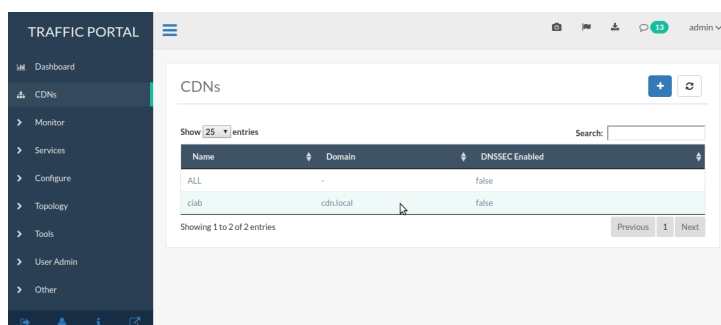 TRAFFIC PORTAL
13 admin
Dashboard
CDNs
Monitor
Services
Configure
Topology
Tools
User Admin
Other
CDNs
Show 25 entries
Search:
Name Domain DNSSEC Enabled
ALL - false
ciab cdn.local false
Showing 1 to 2 of 2 entries
Previous 1 Next